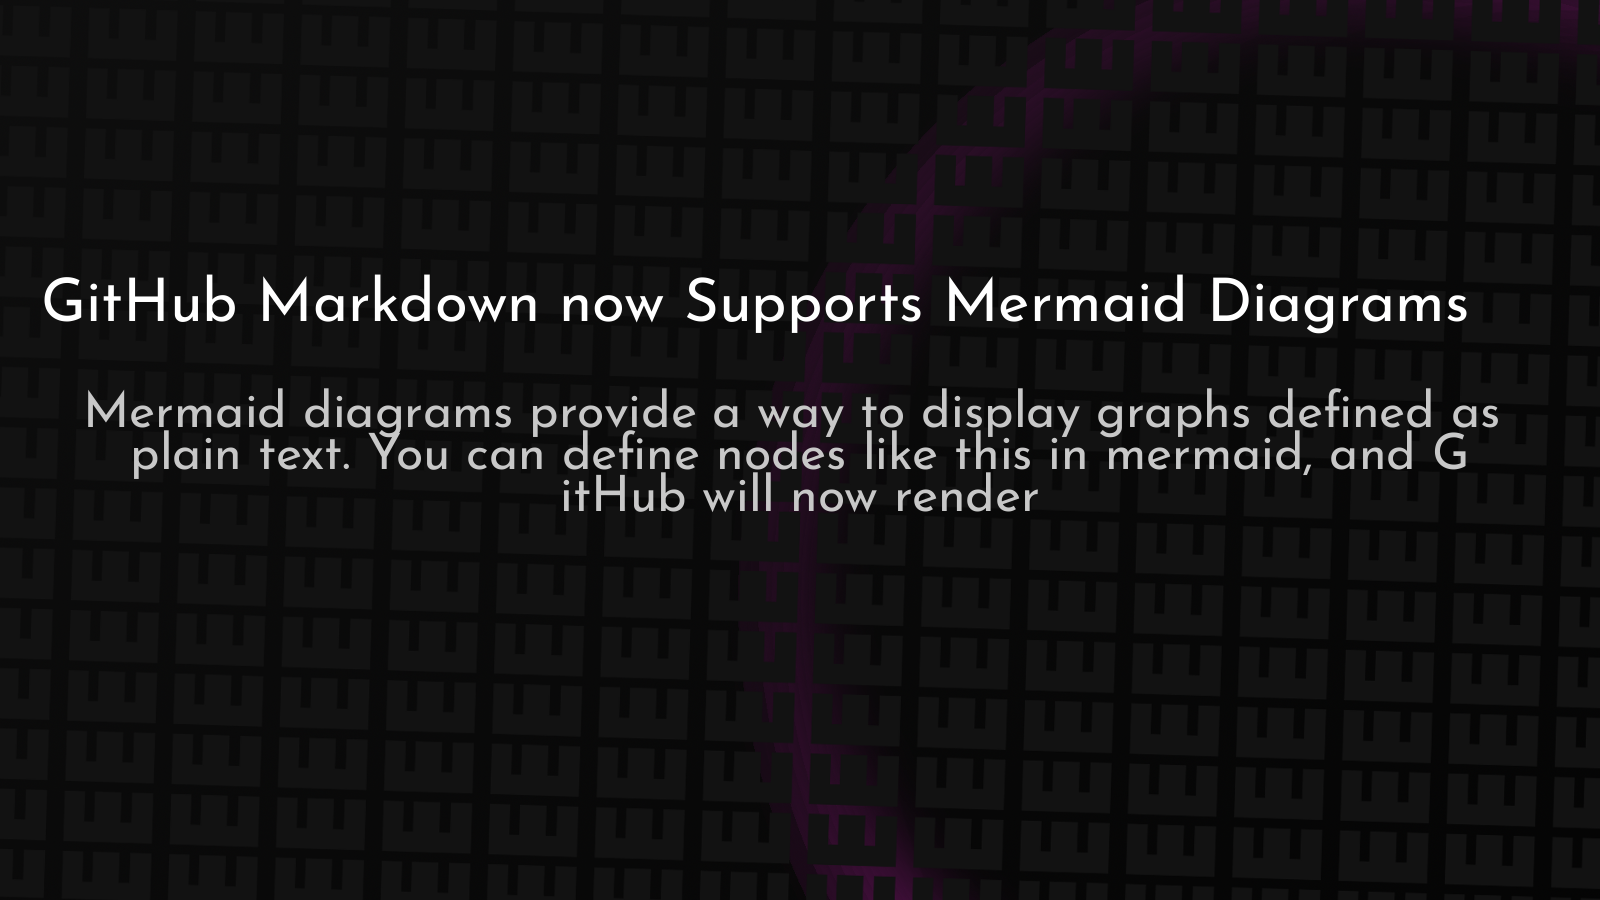 GitHub Markdown now Supports Mermaid Diagrams
Mermaid diagrams provide a way to display graphs defined as
plain text. You can define nodes like this in mermaid, and G
itHub will now render